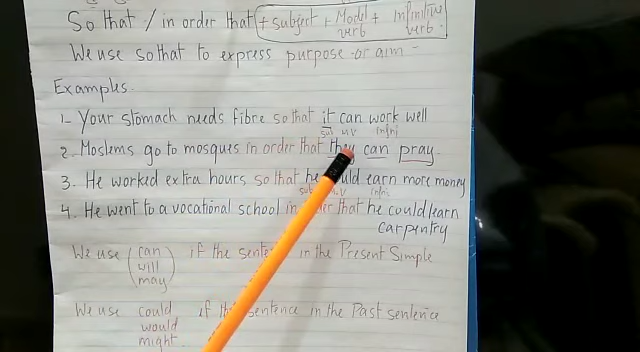 So that / in order that + subject + Model verb + infinitive verb.
We use so that to express purpose or aim -
Examples.
1- Your stomach needs fibre so that it can work well
sub MV infini
2. Moslems go to mosques in order that they can pray.
3. He worked extra hours so that he could earn more money
sub MV infin
4. He went to a vocational school in order that he could learn carpentry
We use (can will may) if the sentence in the Present Simple
We use could would might if the sentence in the Past sentence